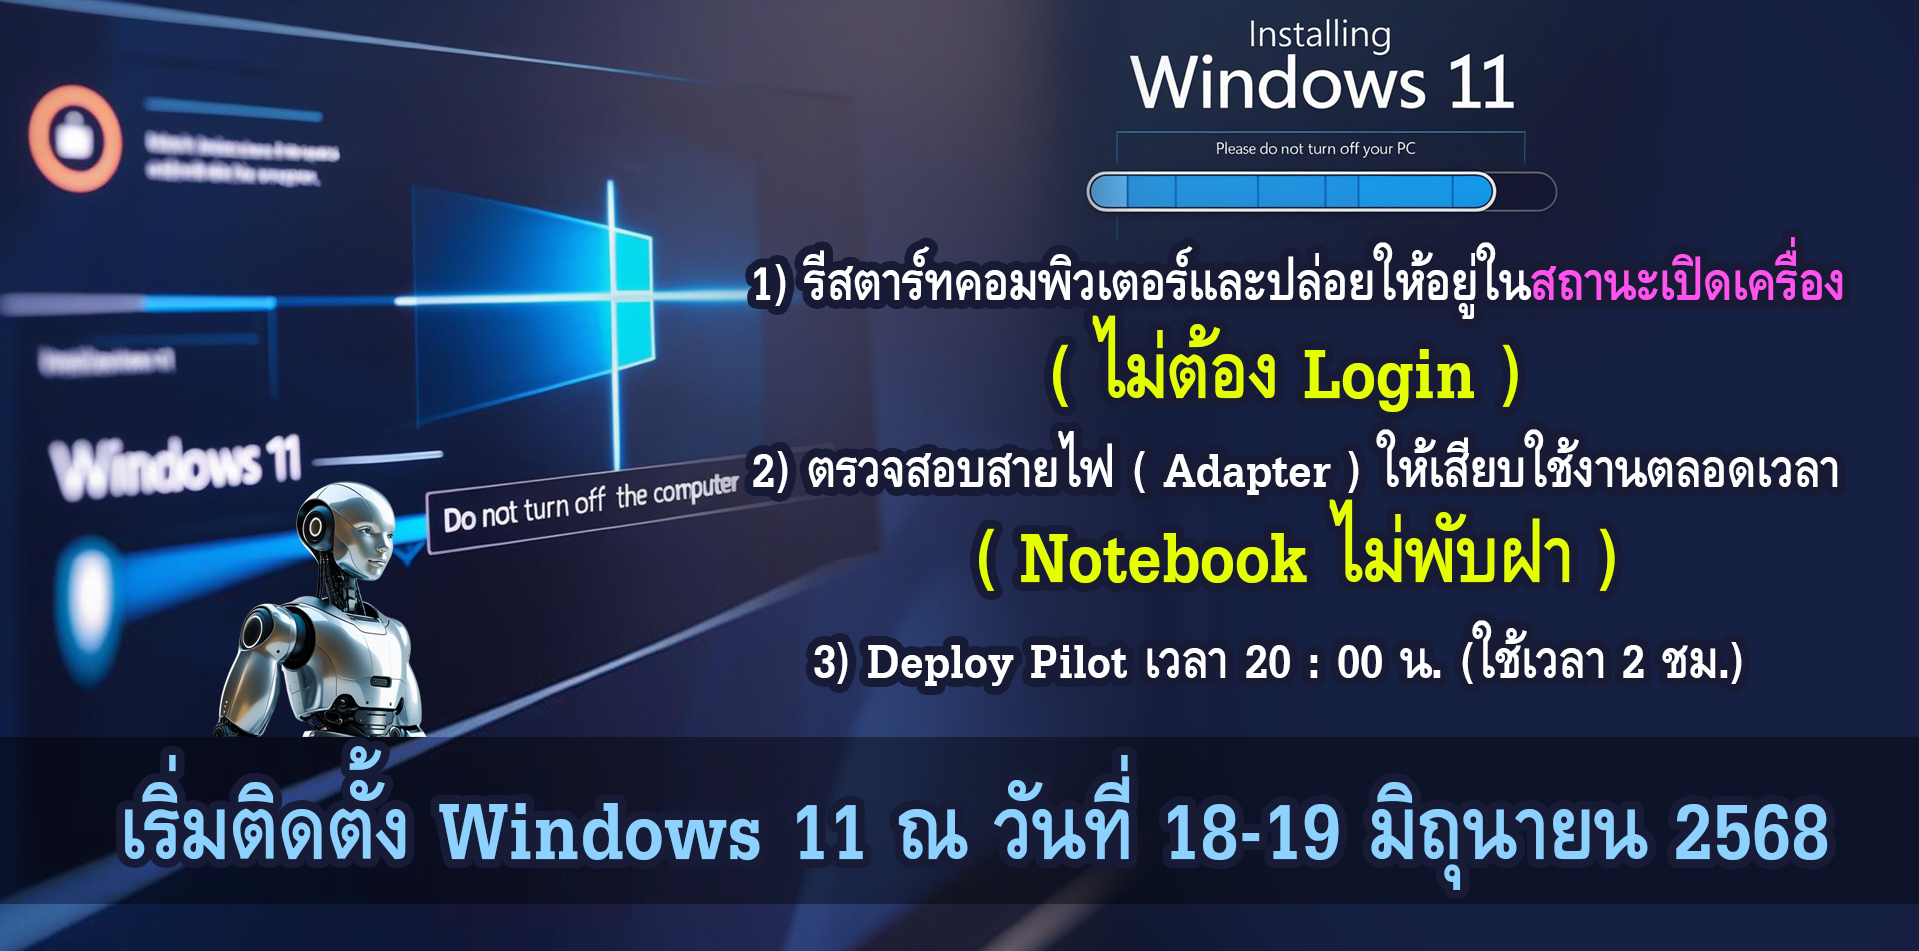 Installing
Windows 11
Please do not turn off your PC
1) รีสตาร์ทคอมพิวเตอร์และปล่อยให้อยู่ในสถานะเปิดเครื่อง
( ไม่ต้อง Login )
2) ตรวจสอบสายไฟ ( Adapter ) ให้เสียบใช้งานตลอดเวลา
( Notebook ไม่พับฝา )
3) Deploy Pilot เวลา 20 : 00 น. (ใช้เวลา 2 ชม.)
Windows 11
Do not turn off the computer
เริ่มติดตั้ง Windows 11 ณ วันที่ 18-19 มิถุนายน 2568